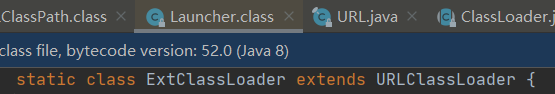 ClassPath.class Launcher.class URL.java ClassLoader.j
class file, bytecode version: 52.0 (Java 8)
static class ExtClassLoader extends URLClassLoader {